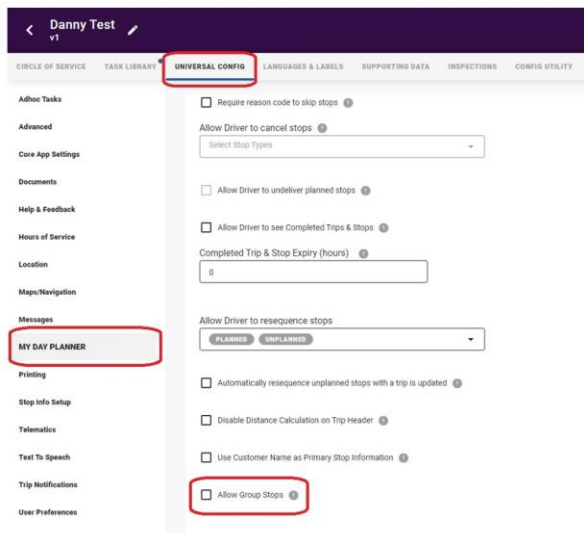 Danny Test
v1
CIRCLE OF SERVICE TASK LIBRARY UNIVERSAL CONFIG LANGUAGES & LABELS SUPPORTING DATA INSPECTIONS CONFIG UTILITY
Adhoc Tasks
Advanced
Core App Settings
Documents
Help & Feedback
Hours of Service
Location
Maps/Navigation
Messages
MY DAY PLANNER
Printing
Stop Info Setup
Telematics
Text To Speech
Trip Notifications
User Preferences
Require reason code to skip stops
Allow Driver to cancel stops
Select Stop Types
Allow Driver to undeliver planned stops
Allow Driver to see Completed Trips & Stops
Completed Trip & Stop Expiry (hours)
0
Allow Driver to resequence stops
PLANNED UNPLANNED
Automatically resequence unplanned stops with a trip is updated
Disable Distance Calculation on Trip Header
Use Customer Name as Primary Stop Information
Allow Group Stops